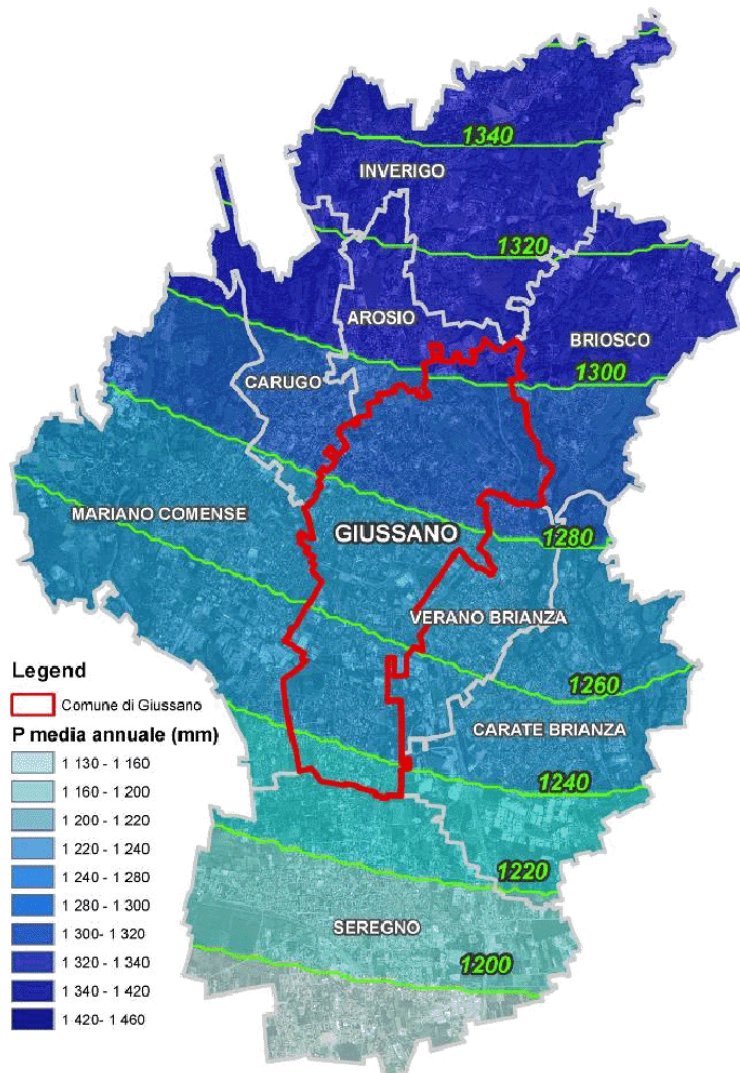 1340
INVERIGO
1320
AROSIO
BRIOSCO
1300
CARUGO
MARIANO COMENSE
GIUSSANO
1280
VERANO BRIANZA
Legend
Comune di Giussano
1260
P media annuale (mm)
CARATE BRIANZA
1 130 - 1 160
1 160 - 1 200
1240
1 200 - 1 220
1 220 - 1 240
1 240 - 1 280
1220
1 280 - 1 300
1 300- 1 320
SEREGNO
1 320 - 1 340
1200
1 340 - 1 420
1 420- 1 460